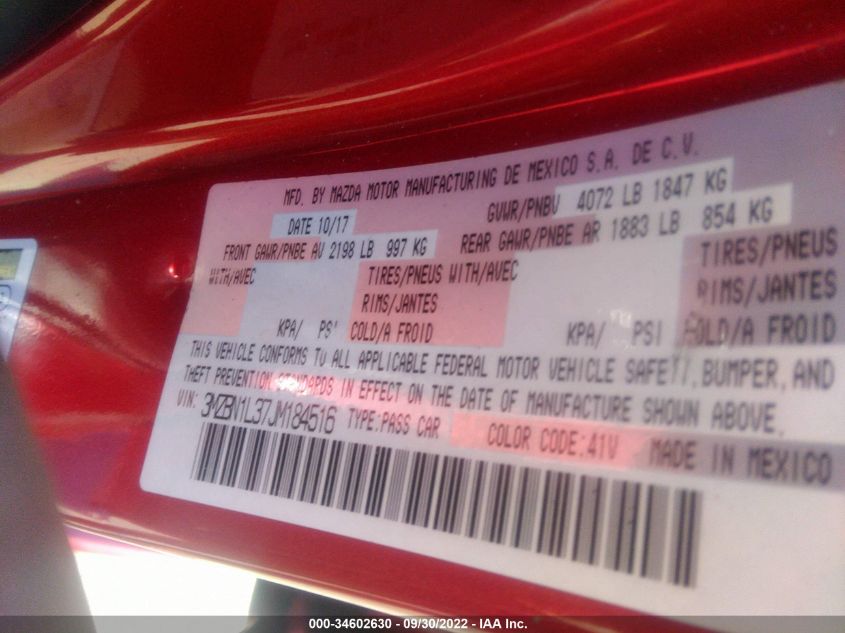 MFD. BY MAZDA MOTOR MANUFACTURING DE MEXICO S.A. DE C.V.
DATE 10/17 GVWR/PNBV 4072 LB 1847 KG
FRONT GAWR/PNBE AV 2198 LB 997 KG REAR GAWR/PNBE AR 1883 LB 854 KG
WITH/AVEC TIRES/PNEUS WITH/AVEC TIRES/PNEUS
RIMS/JANTES RIMS/JANTES
KPA/ PSI COLD/A FROID KPA/ PSI COLD/A FROID
THIS VEHICLE CONFORMS TO ALL APPLICABLE FEDERAL MOTOR VEHICLE SAFETY, BUMPER, AND
THEFT PREVENTION STANDARDS IN EFFECT ON THE DATE OF MANUFACTURE SHOWN ABOVE.
VIN: 3MZBN1L37JM184516 TYPE:PASS CAR COLOR CODE:41V MADE IN MEXICO
000-34602630 - 09/30/2022 - IAA Inc.